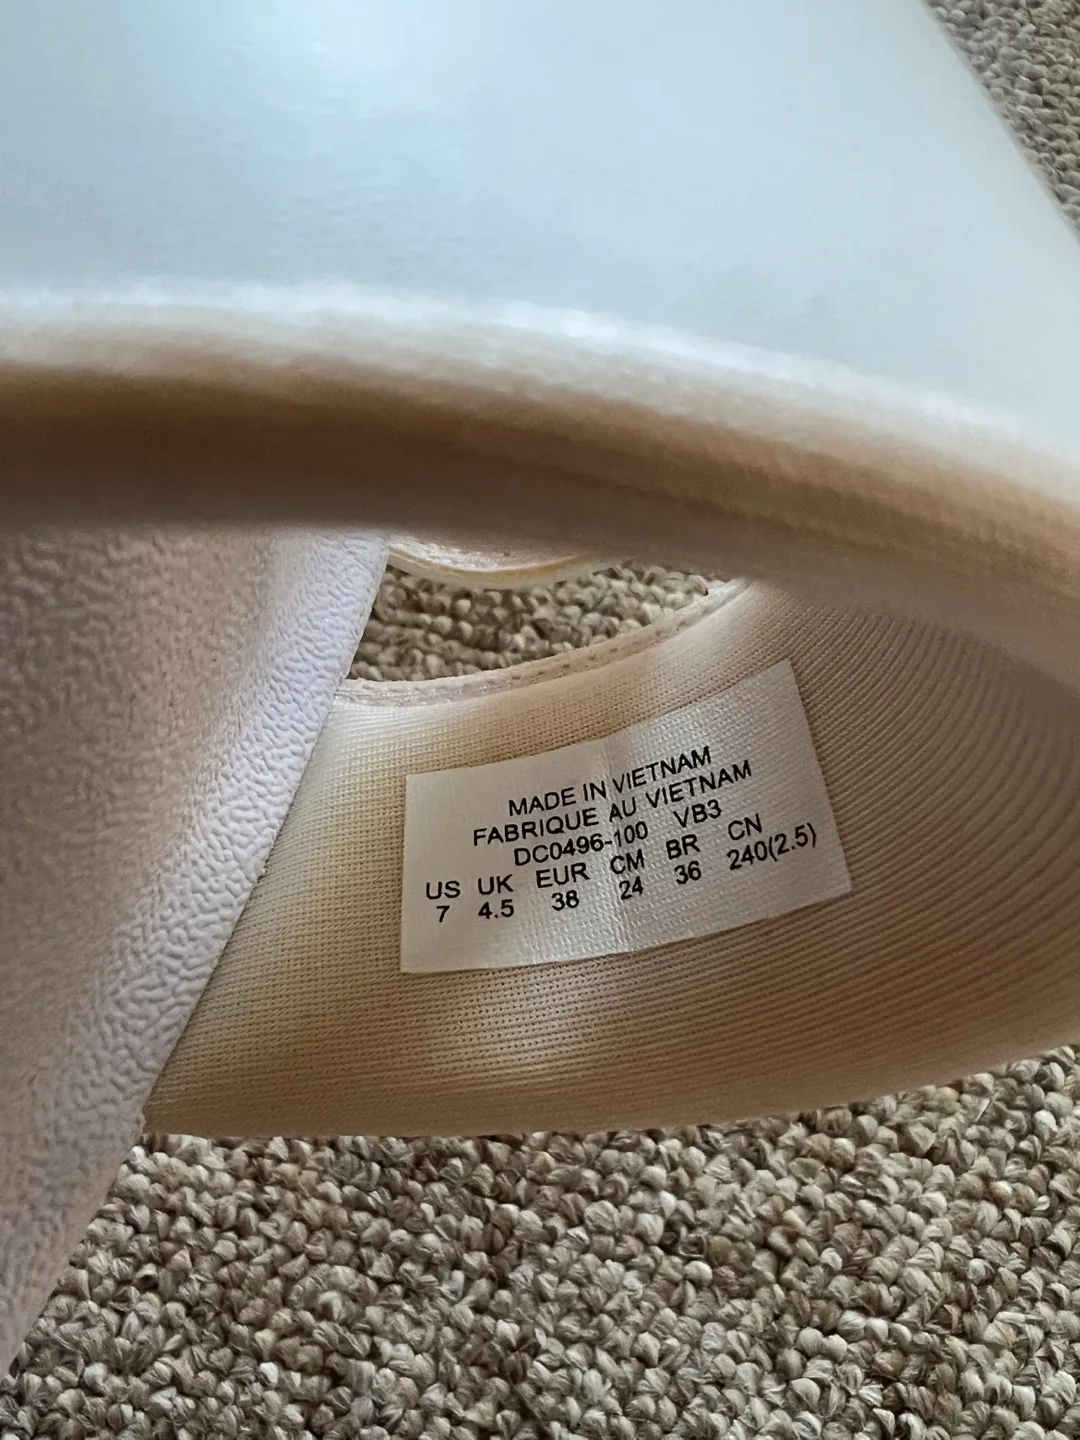 MADE IN VIETNAM
FABRIQUE AU VIETNAM
DC0496-100 VB3
US UK EUR CM BR CN
7 4.5 38 24 36 240(2.5)